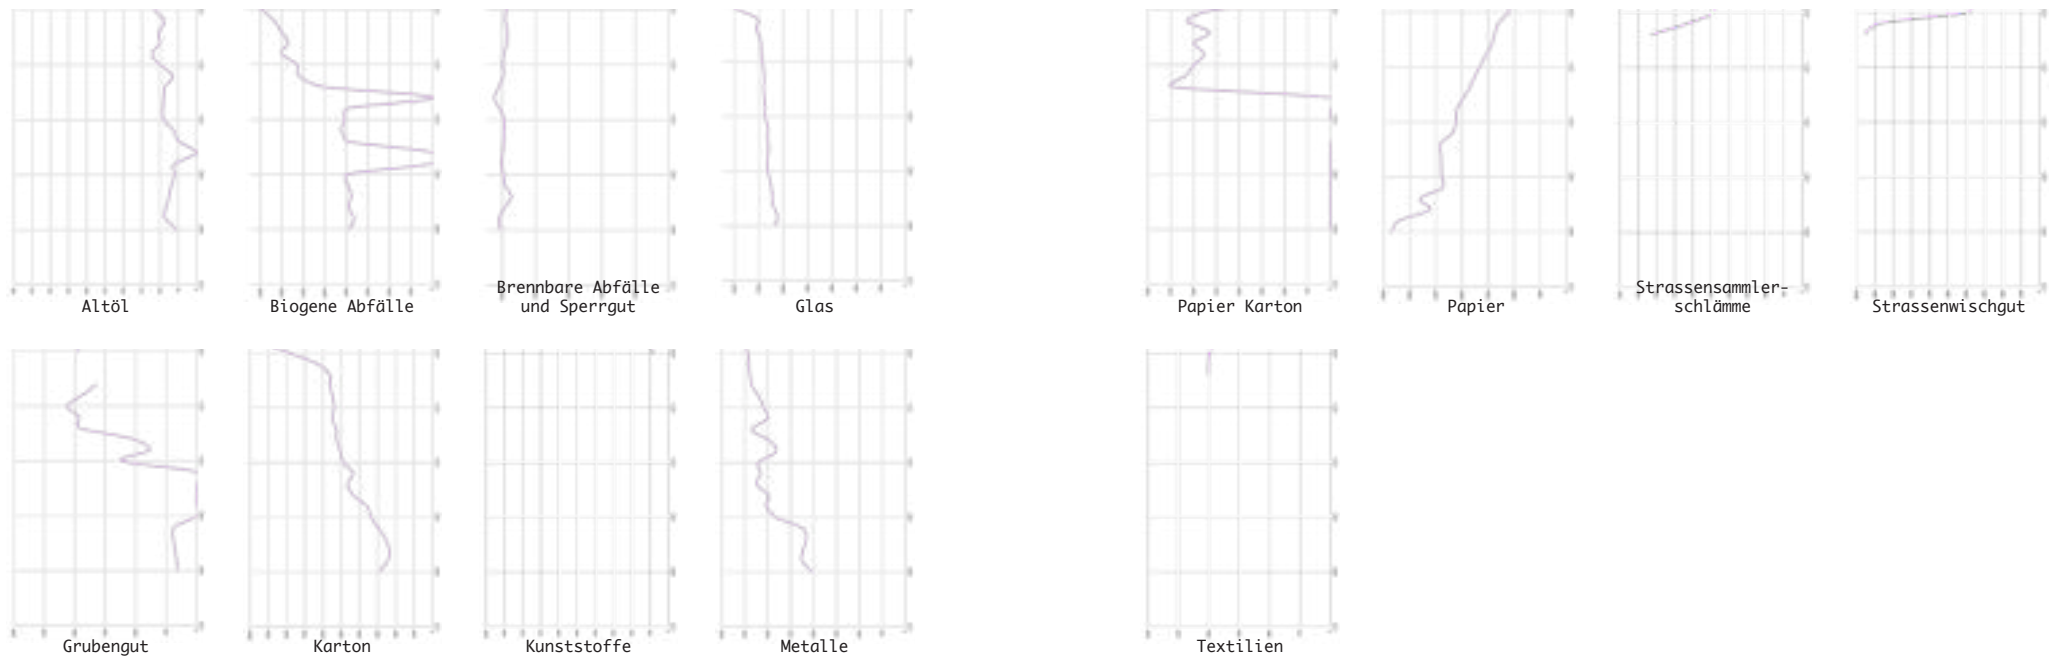 Altöl
Biogene Abfälle
Brennbare Abfälle
und Sperrgut
Glas
Papier Karton
Papier
Strassensammler-
schlämme
Strassenwischgut
Grubengut
Karton
Kunststoffe
Metalle
Textilien